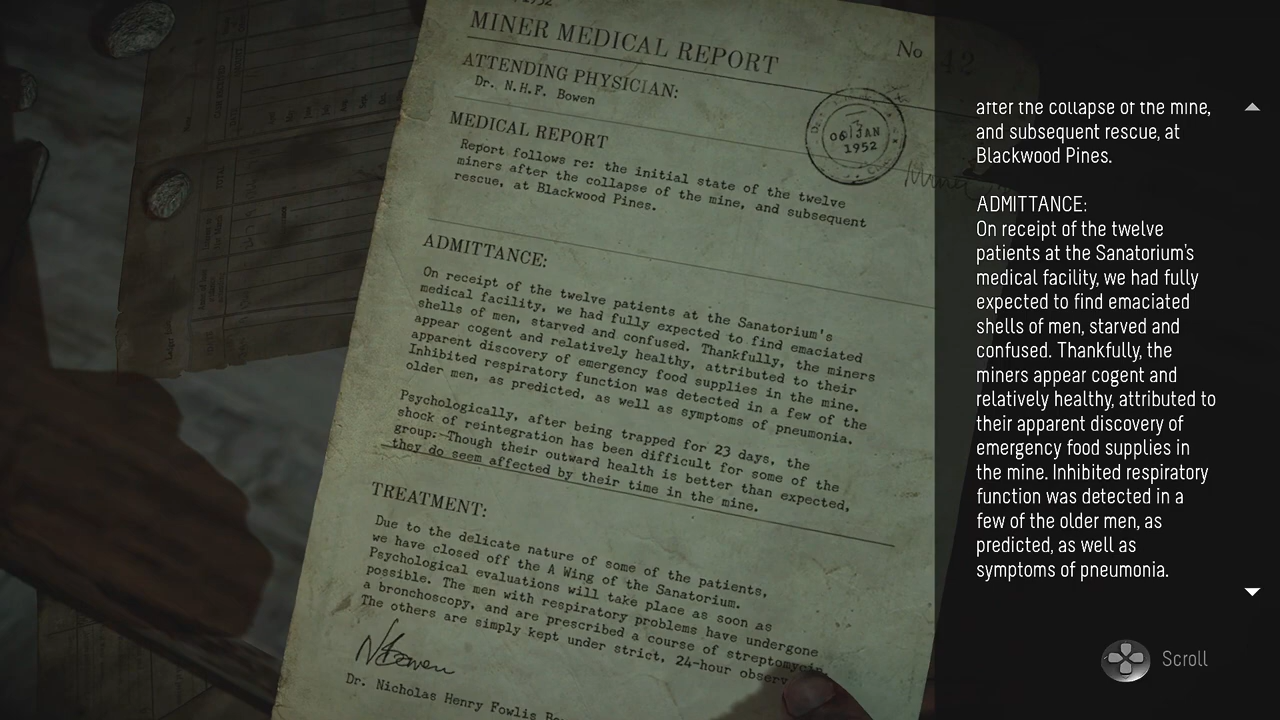 1952
MINER MEDICAL REPORT
No 42
ATTENDING PHYSICIAN:
Dr. N.H.F. Bowen
06 JAN
1952
MEDICAL REPORT
Report follows re: the initial state of the twelve
miners after the collapse of the mine, and subsequent
rescue, at Blackwood Pines.
ADMITTANCE:
On receipt of the twelve patients at the Sanatorium's
medical facility, we had fully expected to find emaciated
shells of men, starved and confused. Thankfully, the miners
appear cogent and relatively healthy, attributed to their
apparent discovery of emergency food supplies in the mine.
Inhibited respiratory function was detected in a few of the
older men, as predicted, as well as symptoms of pneumonia.
Psychologically, after being trapped for 23 days, the
shock of reintegration has been difficult for some of the
group. Though their outward health is better than expected,
they do seem affected by their time in the mine.
TREATMENT:
Due to the delicate nature of some of the patients,
we have closed off the A Wing of the Sanatorium.
Psychological evaluations will take place as soon as
possible. The men with respiratory problems have undergone
a bronchoscopy, and are prescribed a course of streptomycin.
The others are simply kept under strict, 24-hour observ
NBowen
Dr. Nicholas Henry Fowlis Bo
after the collapse of the mine,
and subsequent rescue, at
Blackwood Pines.
ADMITTANCE:
On receipt of the twelve
patients at the Sanatorium's
medical facility, we had fully
expected to find emaciated
shells of men, starved and
confused. Thankfully, the
miners appear cogent and
relatively healthy, attributed to
their apparent discovery of
emergency food supplies in
the mine. Inhibited respiratory
function was detected in a
few of the older men, as
predicted, as well as
symptoms of pneumonia.
Scroll